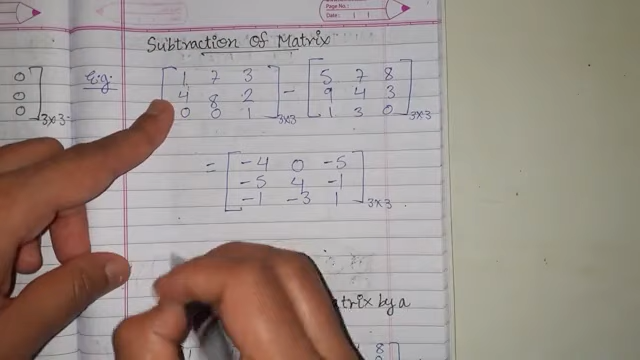 Page No.:
Date:
Subtraction of Matrix
E.g.
0 1 7 3 5 7 8
0 4 8 2 - 9 4 3
0 0 0 1 1 3 0
3×3 3×3 3×3
-4 0 -5
= -5 4 -1
-1 -3 1
3×3
by a
8